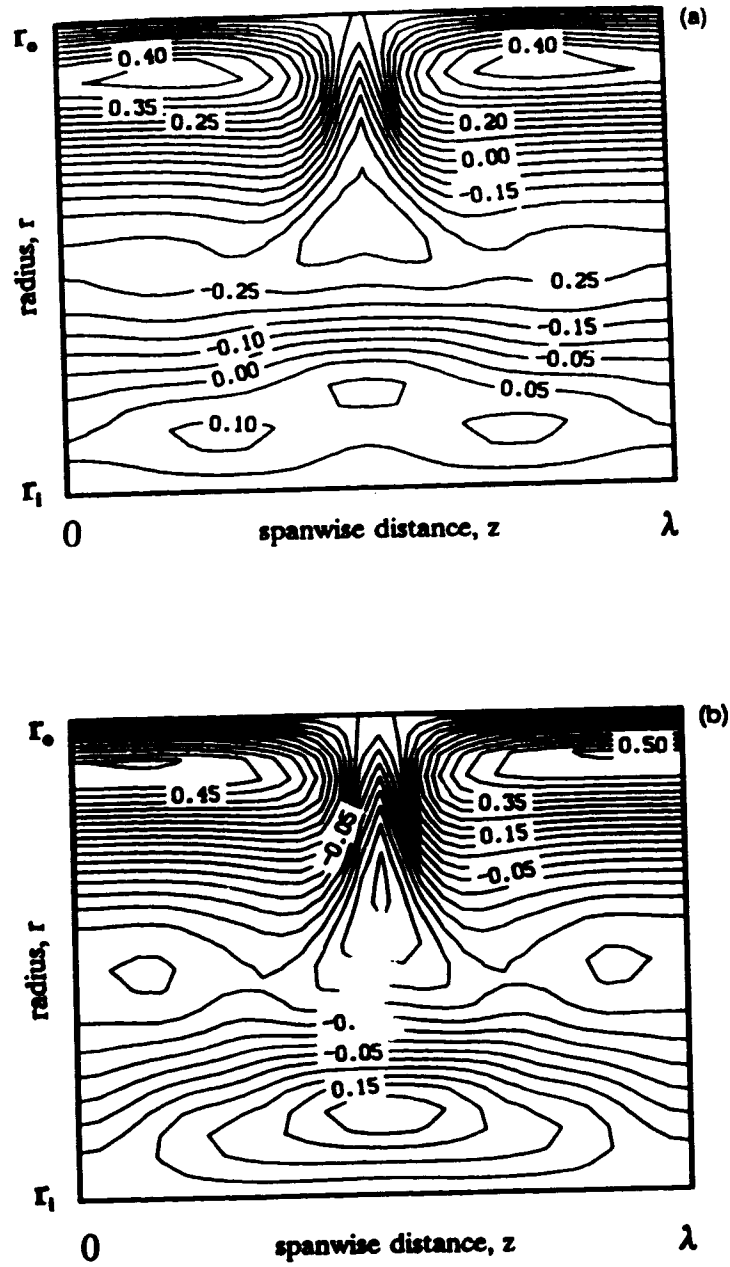 (a)
r₀
0.40 0.40
0.35
0.25 0.20
0.00
-0.15
radius, r
-0.25 0.25
-0.10 -0.15
0.00 -0.05
0.05
0.10
rᵢ
0 spanwise distance, z λ
(b)
r₀
0.50
0.45 0.35
-0.05 0.15
-0.05
radius, r
-0.
-0.05
0.15
rᵢ
0 spanwise distance, z λ